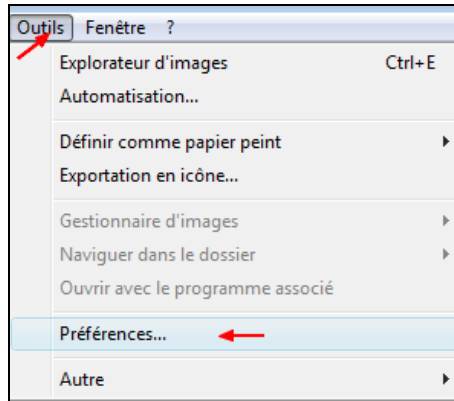 Outils Fenêtre ?
Explorateur d'images Ctrl+E
Automatisation...
Définir comme papier peint
Exportation en icône...
Gestionnaire d'images
Naviguer dans le dossier
Ouvrir avec le programme associé
Préférences...
Autre